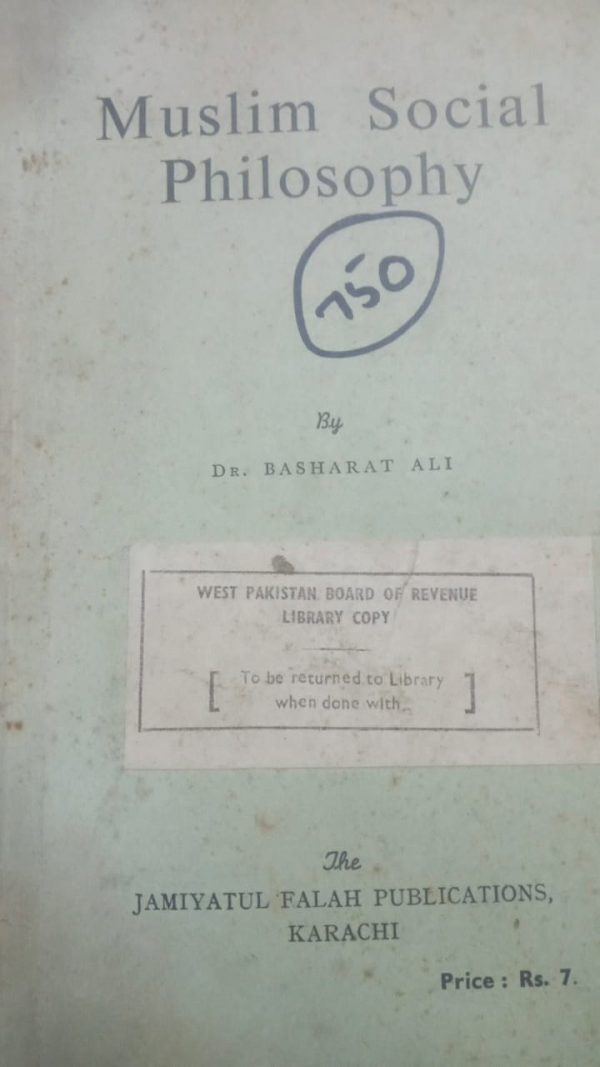 Muslim Social
Philosophy
750
By
DR. BASHARAT ALI
WEST PAKISTAN BOARD OF REVENUE
LIBRARY COPY
[ To be returned to Library
when done with ]
The
JAMIYATUL FALAH PUBLICATIONS,
KARACHI
Price : Rs. 7.